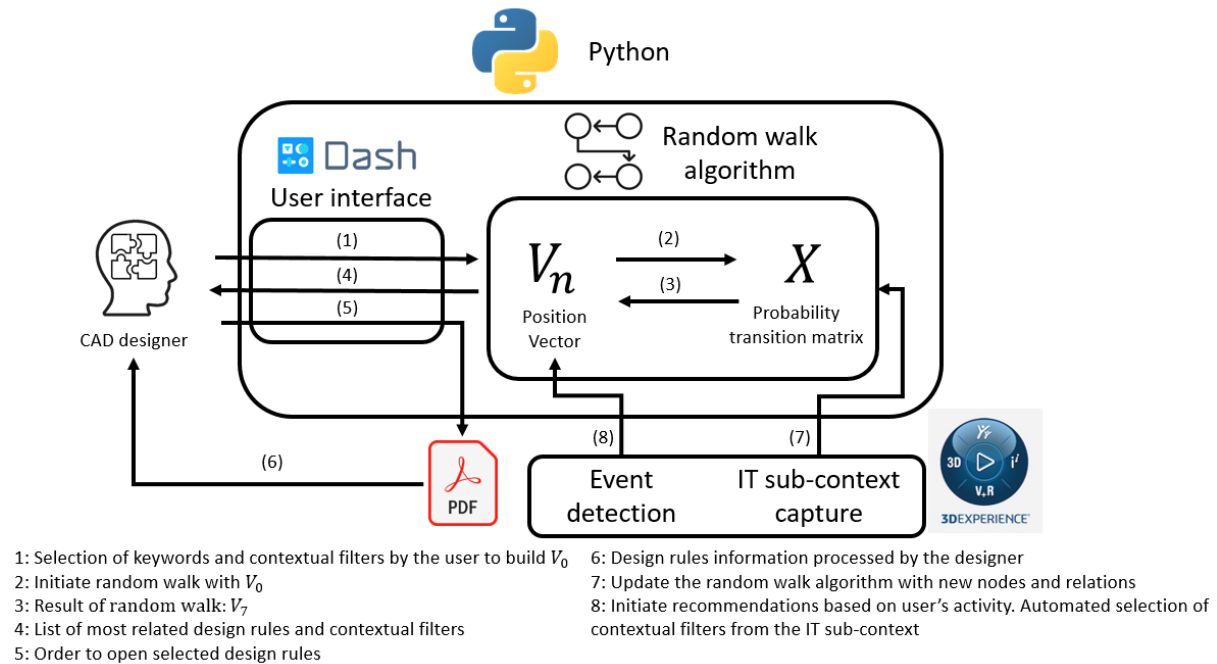 Python
Dash
User interface
Random walk
algorithm
(1)
(4)
(5)
(2)
(3)
Vn
Position
Vector
X
Probability
transition matrix
CAD designer
(6)
PDF
(8)
(7)
Event
detection
IT sub-context
capture
3D
i
V+R
3DEXPERIENCE
1: Selection of keywords and contextual filters by the user to build V0
2: Initiate random walk with V0
3: Result of random walk: V7
4: List of most related design rules and contextual filters
5: Order to open selected design rules
6: Design rules information processed by the designer
7: Update the random walk algorithm with new nodes and relations
8: Initiate recommendations based on user's activity. Automated selection of
contextual filters from the IT sub-context